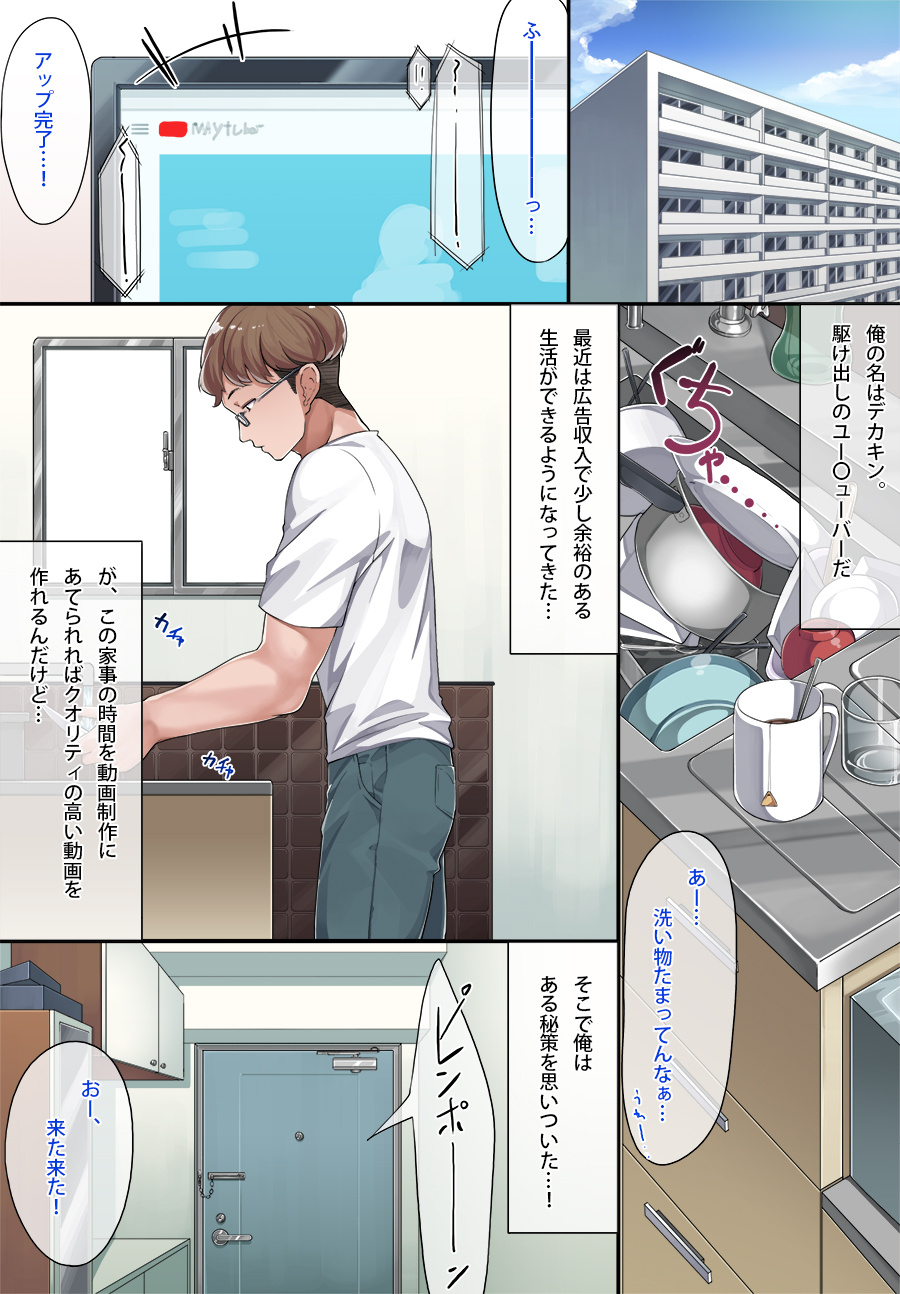 ふーーーーーっ…
Mytube
アップ完了…!
俺の名はデカキン。
駆け出しのユー〇ューバーだ
ぐちゃ……
あー…
洗い物たまってんなぁ…
うわー…
最近は広告収入で少し余裕のある
生活ができるようになってきた…
カチャ
カチャ
が、この家事の時間を動画制作に
あてられればクオリティの高い動画を
作れるんだけど…
そこで俺は
ある秘策を思いついた…!
ピンポーーン
おー、
来た来た!